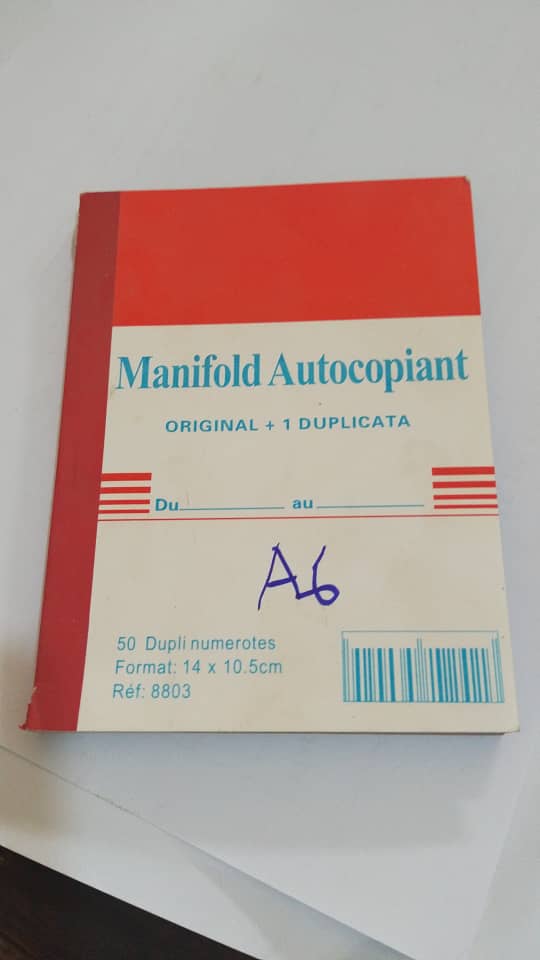 Manifold Autocopiant
ORIGINAL + 1 DUPLICATA
Du au
A6
50 Dupli numerotes
Format: 14 x 10.5cm
Réf: 8803